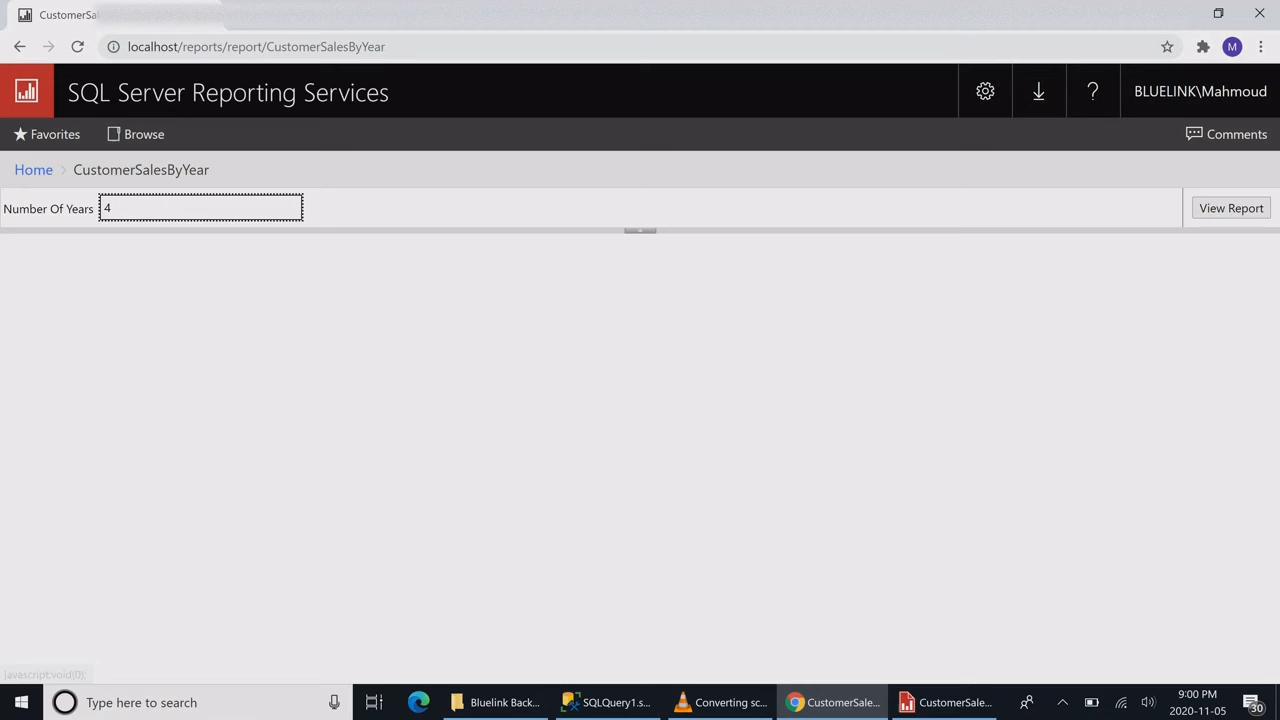 CustomerSal
localhost/reports/report/CustomerSalesByYear
M
SQL Server Reporting Services
?
BLUELINK\Mahmoud
Favorites
Browse
Comments
Home > CustomerSalesByYear
Number Of Years 4
View Report
javascript:void(0);
Type here to search
Bluelink Back...
SQLQuery1.s...
Converting sc...
CustomerSale...
CustomerSale...
9:00 PM
2020-11-05
30